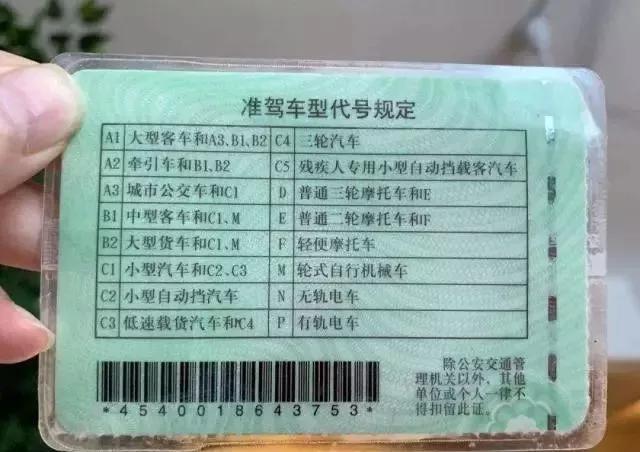 准驾车型代号规定
A1 大型客车和A3、B1、B2 C4 三轮汽车
A2 牵引车和B1、B2 C5 残疾人专用小型自动挡载客汽车
A3 城市公交车和C1 D 普通三轮摩托车和E
B1 中型客车和C1、M E 普通二轮摩托车和F
B2 大型货车和C1、M F 轻便摩托车
C1 小型汽车和C2、C3 M 轮式自行机械车
C2 小型自动挡汽车 N 无轨电车
C3 低速载货汽车和C4 P 有轨电车
除公安交通管
理机关以外，其他
单位或个人一律不
得扣留此证。
*4540018643753*